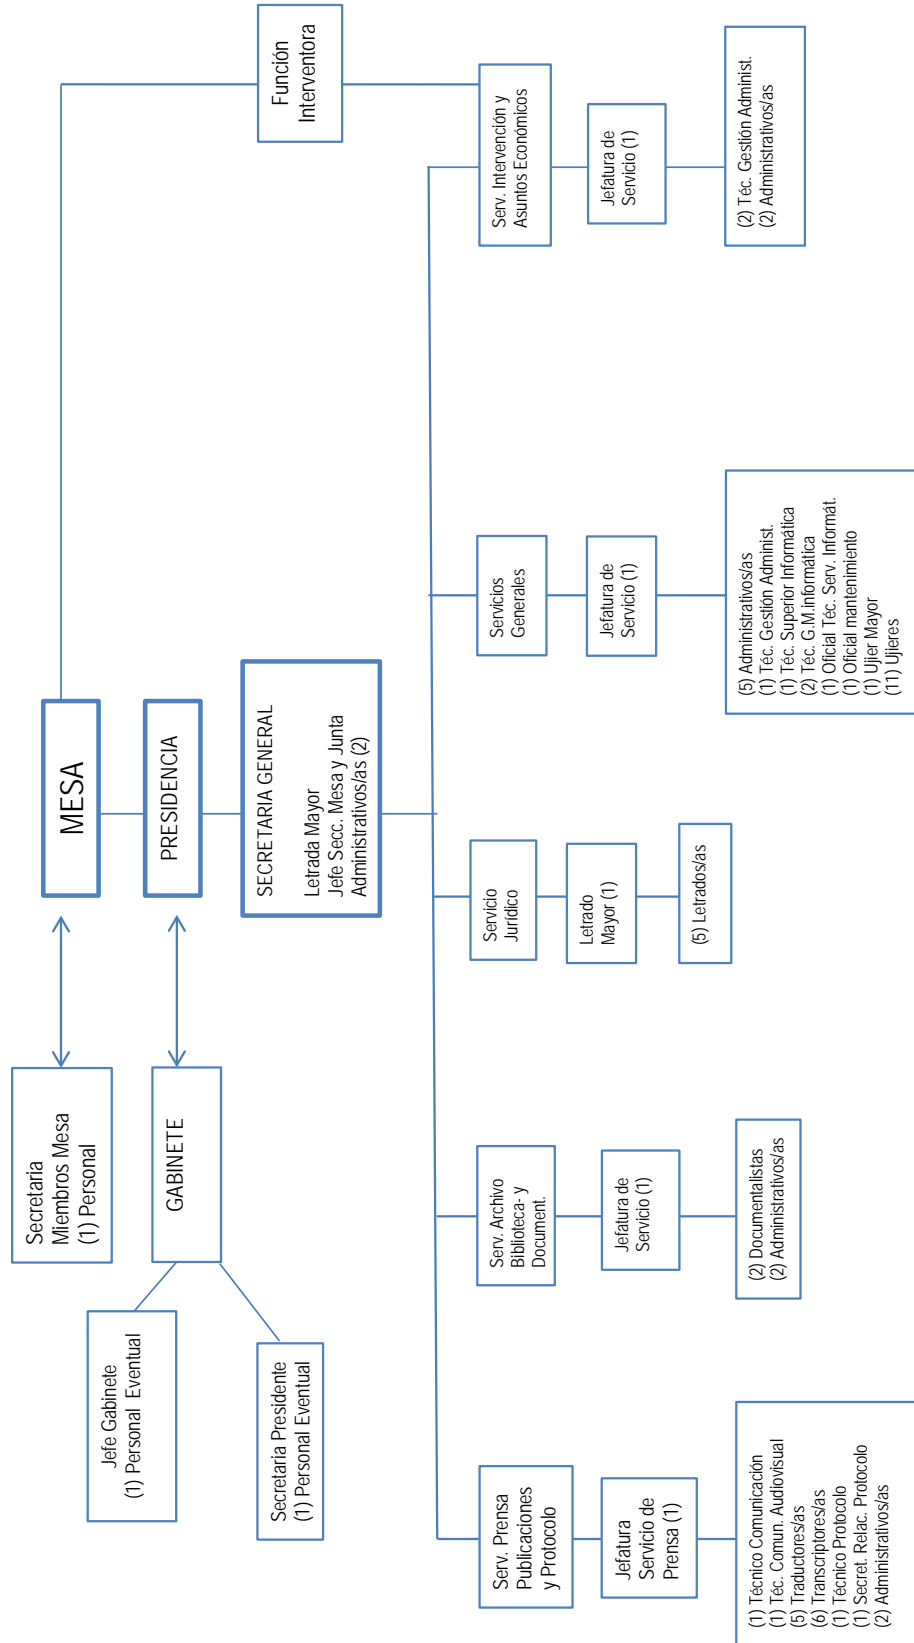 MESA
Secretaria
Miembros Mesa
(1) Personal
PRESIDENCIA
GABINETE
Jefe Gabinete
(1) Personal Eventual
Secretaria Presidente
(1) Personal Eventual
SECRETARIA GENERAL
Letrada Mayor
Jefe Secc. Mesa y Junta
Administrativos/as (2)
Función
Interventora
Serv. Prensa
Publicaciones
y Protocolo
Jefatura
Servicio de
Prensa (1)
(1) Técnico Comunicación
(1) Téc. Comun. Audiovisual
(5) Traductores/as
(6) Transcriptores/as
(1) Técnico Protocolo
(1) Secret. Relac. Protocolo
(2) Administrativos/as
Serv. Archivo
Biblioteca- y
Document.
Jefatura de
Servicio (1)
(2) Documentalistas
(2) Administrativos/as
Servicio
Jurídico
Letrado
Mayor (1)
(5) Letrados/as
Servicios
Generales
Jefatura de
Servicio (1)
(5) Administrativos/as
(1) Téc. Gestión Administ.
(1) Téc. Superior Informática
(2) Téc. G.M.informática
(1) Oficial Téc. Serv. Informát.
(1) Oficial mantenimiento
(1) Ujier Mayor
(11) Ujieres
Serv. Intervención y
Asuntos Económicos
Jefatura de
Servicio (1)
(2) Téc. Gestión Administ.
(2) Administrativos/as